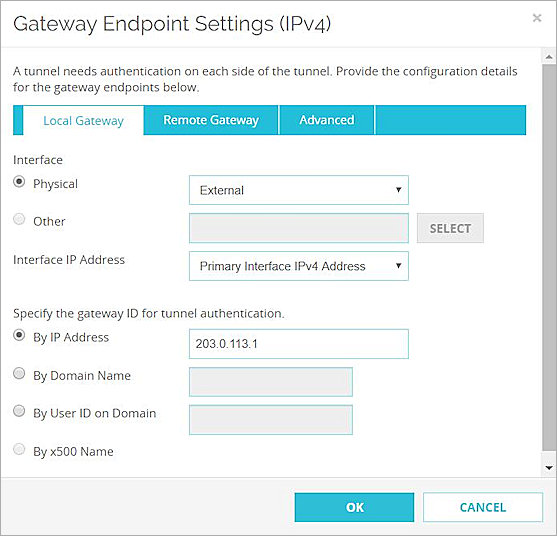 Gateway Endpoint Settings (IPv4)
×
A tunnel needs authentication on each side of the tunnel. Provide the configuration details
for the gateway endpoints below.
Local Gateway Remote Gateway Advanced
Interface
Physical External
Other SELECT
Interface IP Address Primary Interface IPv4 Address
Specify the gateway ID for tunnel authentication.
By IP Address 203.0.113.1
By Domain Name
By User ID on Domain
By x500 Name
OK CANCEL